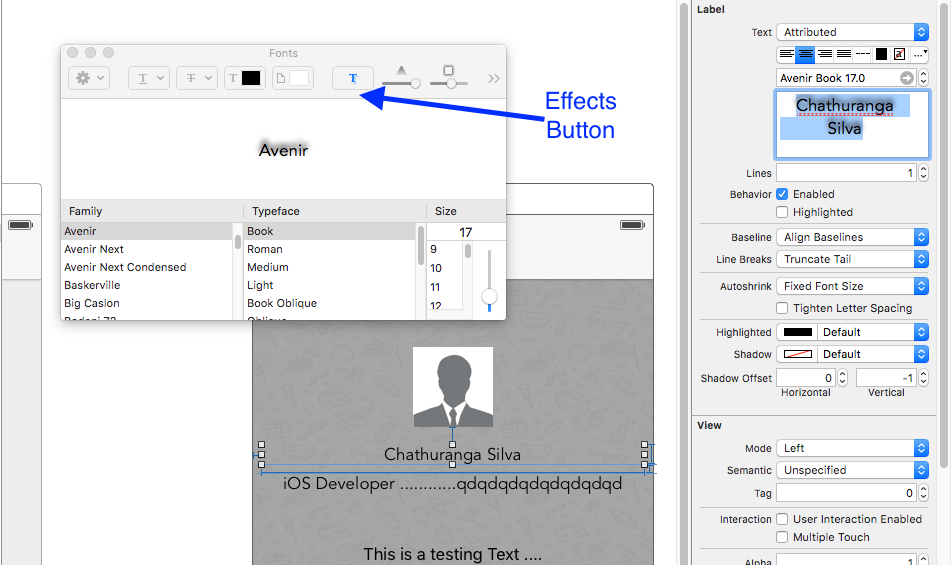 Fonts
T T T T
Effects
Button
Avenir
Family Typeface Size
Avenir Book 17
Avenir Next Roman 9
Avenir Next Condensed Medium 10
Baskerville Light 11
Big Caslon Book Oblique 12
Bodoni 72 Oblique
Chathuranga Silva
iOS Developer ............qdqdqdqdqdqdqdqd
This is a testing Text ....
Label
Text Attributed
---
...
Avenir Book 17.0
Chathuranga
Silva
Lines 1
Behavior Enabled
Highlighted
Baseline Align Baselines
Line Breaks Truncate Tail
Autoshrink Fixed Font Size
Tighten Letter Spacing
Highlighted Default
Shadow Default
Shadow Offset 0 -1
Horizontal Vertical
View
Mode Left
Semantic Unspecified
Tag 0
Interaction User Interaction Enabled
Multiple Touch
Alpha 1